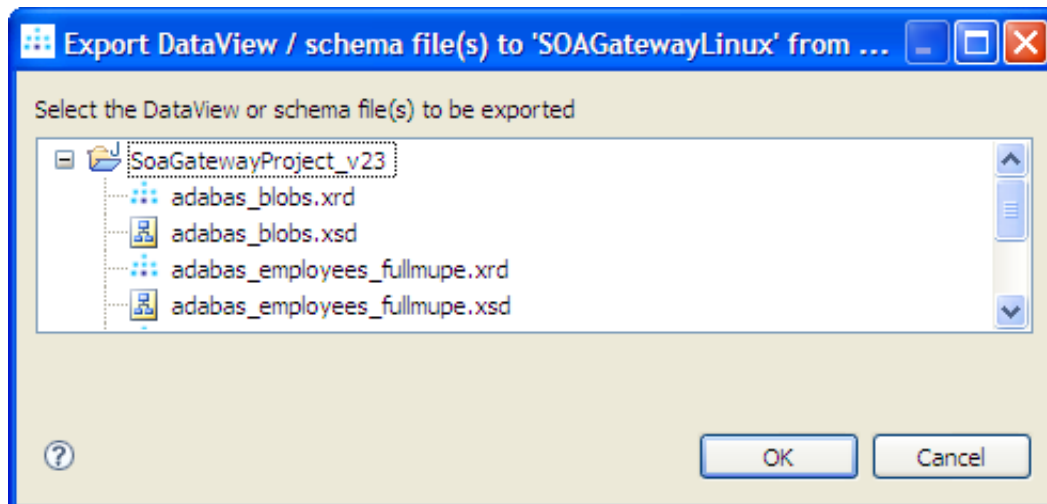 Export DataView / schema file(s) to 'SOAGatewayLinux' from ...
Select the DataView or schema file(s) to be exported
SoaGatewayProject_v23
adabas_blobs.xrd
adabas_blobs.xsd
adabas_employees_fullmupe.xrd
adabas_employees_fullmupe.xsd
OK Cancel